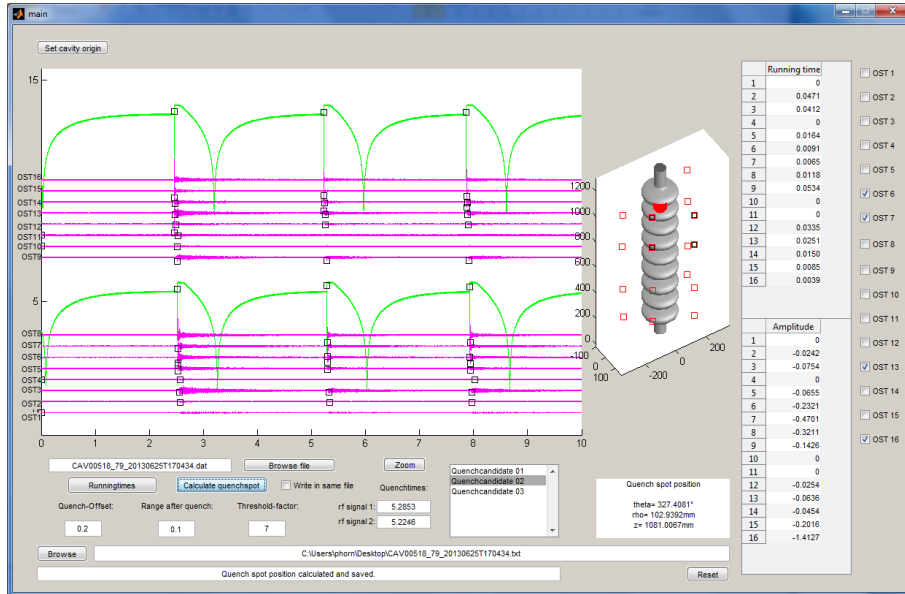 main
Set cavity origin
15
5
-5
OST16
OST15
OST14
OST13
OST12
OST11
OST10
OST9
OST8
OST7
OST6
OST5
OST4
OST3
OST2
OST1
0 1 2 3 4 5 6 7 8 9 10
1200
1000
800
600
400
200
0
-100
0
100
-200
0
200
Running time
1 0
2 0.0471
3 0.0412
4 0
5 0.0164
6 0.0091
7 0.0065
8 0.0118
9 0.0534
10 0
11 0
12 0.0335
13 0.0251
14 0.0150
15 0.0085
16 0.0039
Amplitude
1 0
2 -0.0242
3 -0.0754
4 0
5 -0.0655
6 -0.2321
7 -0.4701
8 -0.3211
9 -0.1426
10 0
11 0
12 -0.0254
13 -0.0636
14 -0.0454
15 -0.2016
16 -1.4127
OST 1
OST 2
OST 3
OST 4
OST 5
OST 6
OST 7
OST 8
OST 9
OST 10
OST 11
OST 12
OST 13
OST 14
OST 15
OST 16
CAV00518_79_20130625T170434.dat Browse file Zoom
Runningtimes Calculate quenchspot Write in same file Quenchtimes:
Quench-Offset: Range after quench: Threshold-factor: rf signal 1: 5.2853
0.2 0.1 7 rf signal 2: 5.2246
Quenchcandidate 01
Quenchcandidate 02
Quenchcandidate 03
Quench spot position
theta= 327.4081°
rho= 102.9392mm
z= 1081.0067mm
Browse C:\Users\phorn\Desktop\CAV00518_79_20130625T170434.txt
Quench spot position calculated and saved. Reset